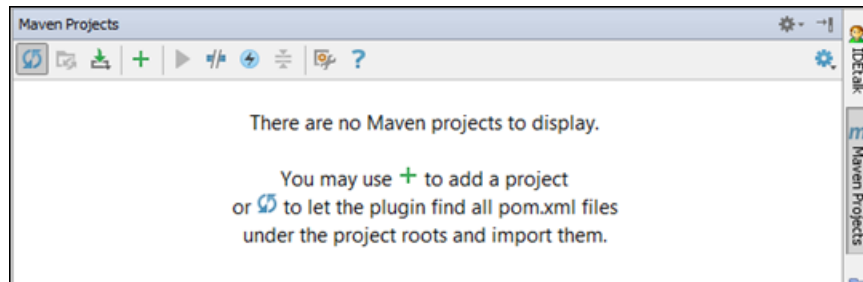 Maven Projects
There are no Maven projects to display.
You may use + to add a project
or to let the plugin find all pom.xml files
under the project roots and import them.
IDEtalk
Maven Projects